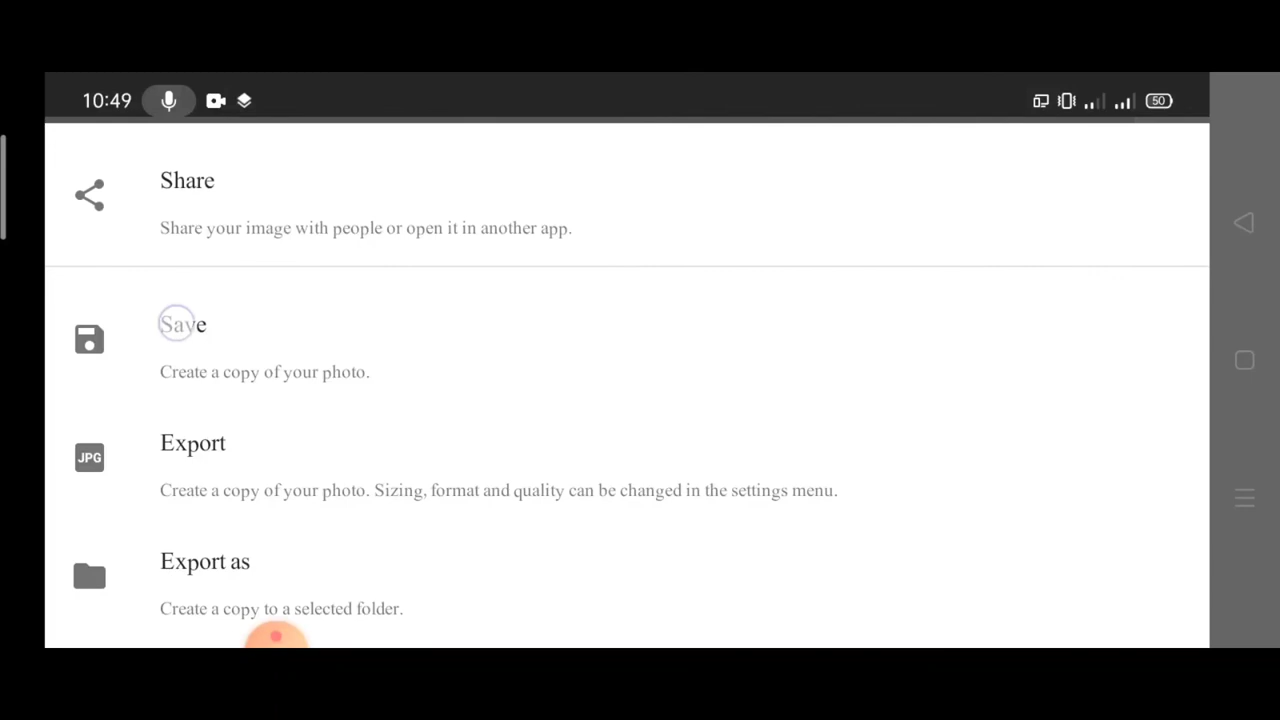 10:49
50
Share
Share your image with people or open it in another app.
Save
Create a copy of your photo.
JPG
Export
Create a copy of your photo. Sizing, format and quality can be changed in the settings menu.
Export as
Create a copy to a selected folder.